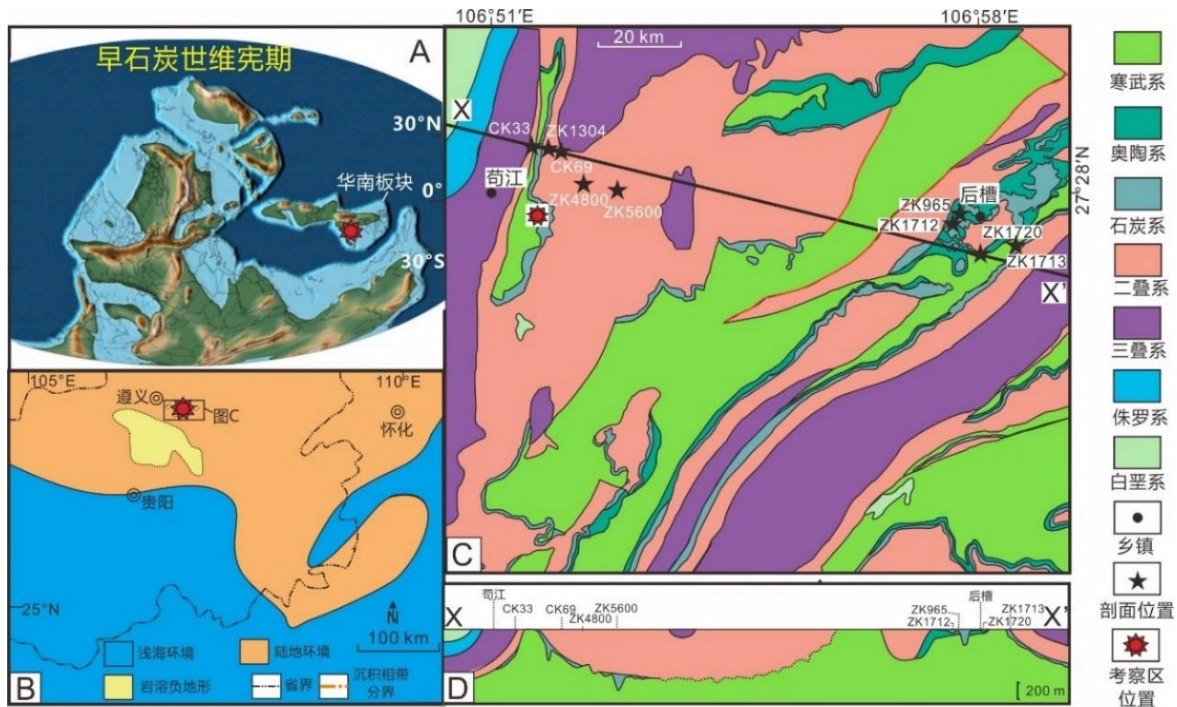 早石炭世维宪期
A
30°N
华南板块
0°
30°S
105°E
110°E
遵义
图C
怀化
贵阳
25°N
N
100 km
浅海环境
陆地环境
岩溶负地形
省界
沉积相带
分界
B
106°51′E
106°58′E
20 km
X
CK33
ZK1304
CK69
苟江
ZK4800
ZK5600
27°28′N
后槽
ZK965
ZK1712
ZK1720
ZK1713
X’
C
X
苟江
CK33
CK69
ZK4800
ZK5600
后槽
ZK965
ZK1712
ZK1713
ZK1720
X’
D
200 m
寒武系
奥陶系
石炭系
二叠系
三叠系
侏罗系
白垩系
乡镇
剖面位置
考察区
位置